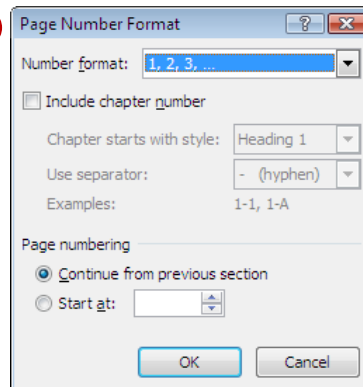 Page Number Format
Number format: 1, 2, 3, ...
Include chapter number
Chapter starts with style: Heading 1
Use separator: - (hyphen)
Examples: 1-1, 1-A
Page numbering
Continue from previous section
Start at:
OK Cancel